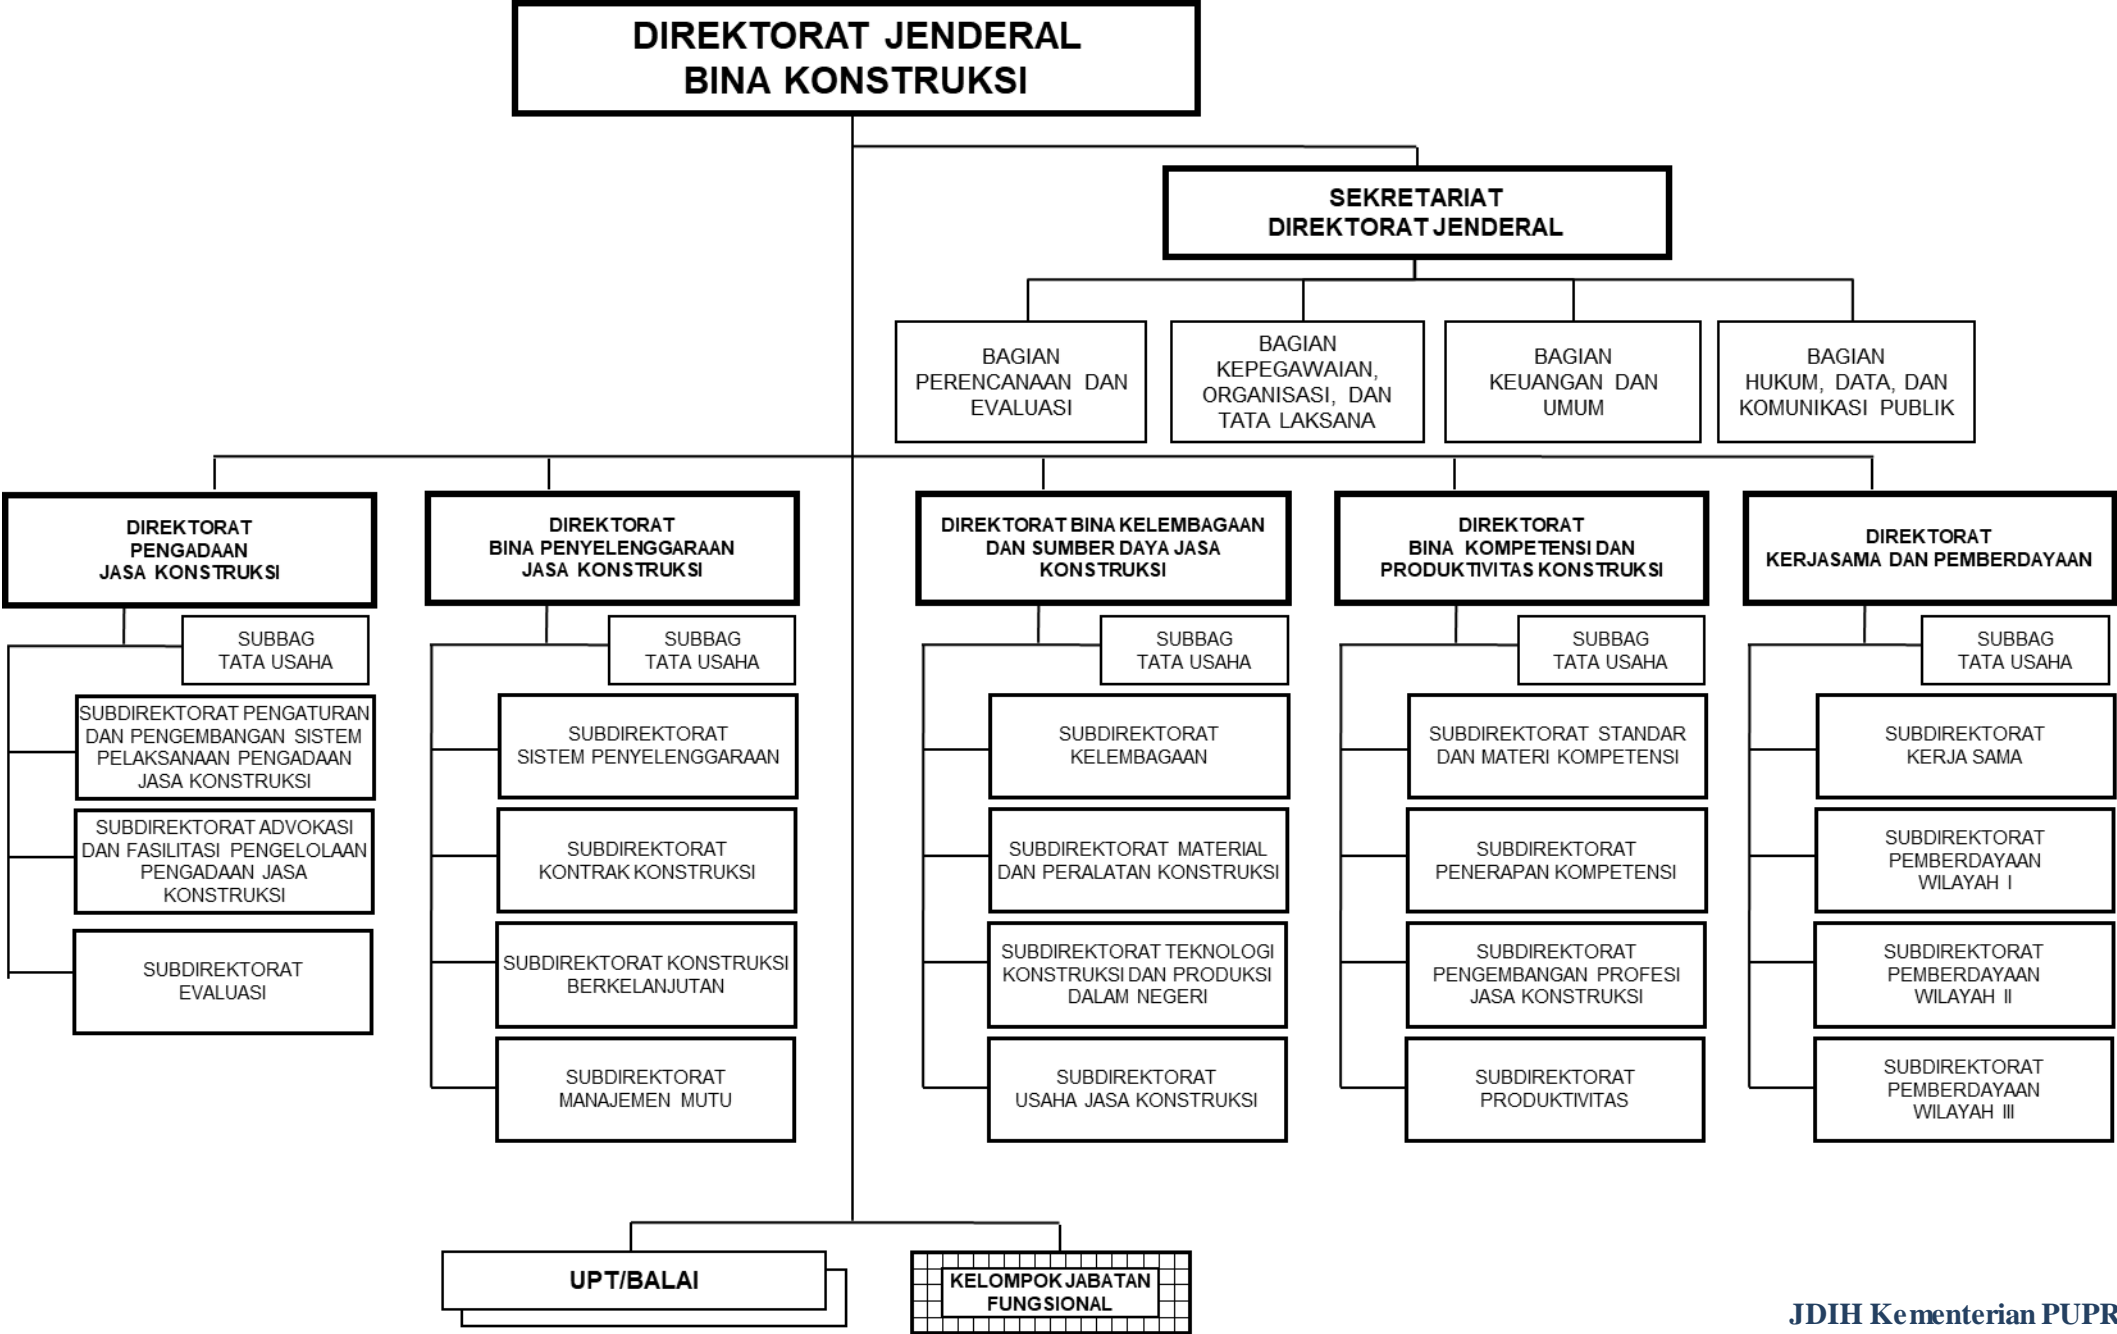 DIREKTORAT JENDERAL
BINA KONSTRUKSI
SEKRETARIAT
DIREKTORAT JENDERAL
BAGIAN
PERENCANAAN DAN
EVALUASI
BAGIAN
KEPEGAWAIAN,
ORGANISASI, DAN
TATA LAKSANA
BAGIAN
KEUANGAN DAN
UMUM
BAGIAN
HUKUM, DATA, DAN
KOMUNIKASI PUBLIK
DIREKTORAT
PENGADAAN
JASA KONSTRUKSI
SUBBAG
TATA USAHA
SUBDIREKTORAT PENGATURAN
DAN PENGEMBANGAN SISTEM
PELAKSANAAN PENGADAAN
JASA KONSTRUKSI
SUBDIREKTORAT ADVOKASI
DAN FASILITASI PENGELOLAAN
PENGADAAN JASA
KONSTRUKSI
SUBDIREKTORAT
EVALUASI
DIREKTORAT
BINA PENYELENGGARAAN
JASA KONSTRUKSI
SUBBAG
TATA USAHA
SUBDIREKTORAT
SISTEM PENYELENGGARAAN
SUBDIREKTORAT
KONTRAK KONSTRUKSI
SUBDIREKTORAT KONSTRUKSI
BERKELANJUTAN
SUBDIREKTORAT
MANAJEMEN MUTU
DIREKTORAT BINA KELEMBAGAAN
DAN SUMBER DAYA JASA
KONSTRUKSI
SUBBAG
TATA USAHA
SUBDIREKTORAT
KELEMBAGAAN
SUBDIREKTORAT MATERIAL
DAN PERALATAN KONSTRUKSI
SUBDIREKTORAT TEKNOLOGI
KONSTRUKSI DAN PRODUKSI
DALAM NEGERI
SUBDIREKTORAT
USAHA JASA KONSTRUKSI
DIREKTORAT
BINA KOMPETENSI DAN
PRODUKTIVITAS KONSTRUKSI
SUBBAG
TATA USAHA
SUBDIREKTORAT STANDAR
DAN MATERI KOMPETENSI
SUBDIREKTORAT
PENERAPAN KOMPETENSI
SUBDIREKTORAT
PENGEMBANGAN PROFESI
JASA KONSTRUKSI
SUBDIREKTORAT
PRODUKTIVITAS
DIREKTORAT
KERJASAMA DAN PEMBERDAYAAN
SUBBAG
TATA USAHA
SUBDIREKTORAT
KERJA SAMA
SUBDIREKTORAT
PEMBERDAYAAN
WILAYAH I
SUBDIREKTORAT
PEMBERDAYAAN
WILAYAH II
SUBDIREKTORAT
PEMBERDAYAAN
WILAYAH III
UPT/BALAI
KELOMPOK JABATAN
FUNGSIONAL
JDIH Kementerian PUPR